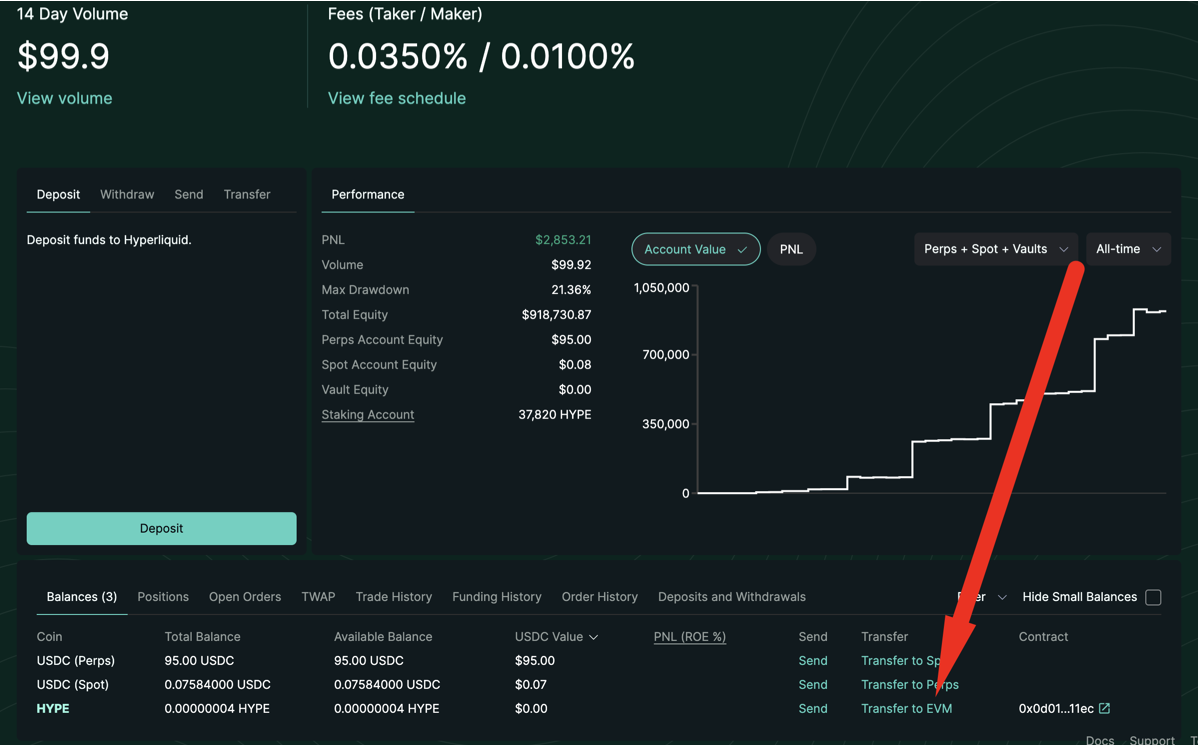 14 Day Volume
$99.9
View volume
Fees (Taker / Maker)
0.0350% / 0.0100%
View fee schedule
Deposit Withdraw Send Transfer
Deposit funds to Hyperliquid.
Deposit
Performance
PNL $2,853.21
Volume $99.92
Max Drawdown 21.36%
Total Equity $918,730.87
Perps Account Equity $95.00
Spot Account Equity $0.08
Vault Equity $0.00
Staking Account 37,820 HYPE
Account Value PNL Perps + Spot + Vaults All-time
1,050,000
700,000
350,000
0
Balances (3) Positions Open Orders TWAP Trade History Funding History Order History Deposits and Withdrawals Hide Small Balances
Coin Total Balance Available Balance USDC Value PNL (ROE %) Send Transfer Contract
USDC (Perps) 95.00 USDC 95.00 USDC $95.00 Send Transfer to
USDC (Spot) 0.07584000 USDC 0.07584000 USDC $0.07 Send Transfer to Perps
HYPE 0.00000004 HYPE 0.00000004 HYPE $0.00 Send Transfer to EVM 0x0d01...11ec
Docs Support